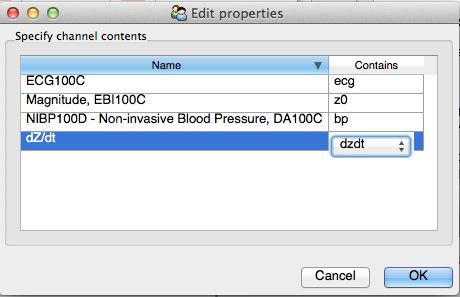 Edit properties
Specify channel contents
Name Contains
ECG100C ecg
Magnitude, EBI100C z0
NIBP100D - Non-invasive Blood Pressure, DA100C bp
dZ/dt dzdt
Cancel OK